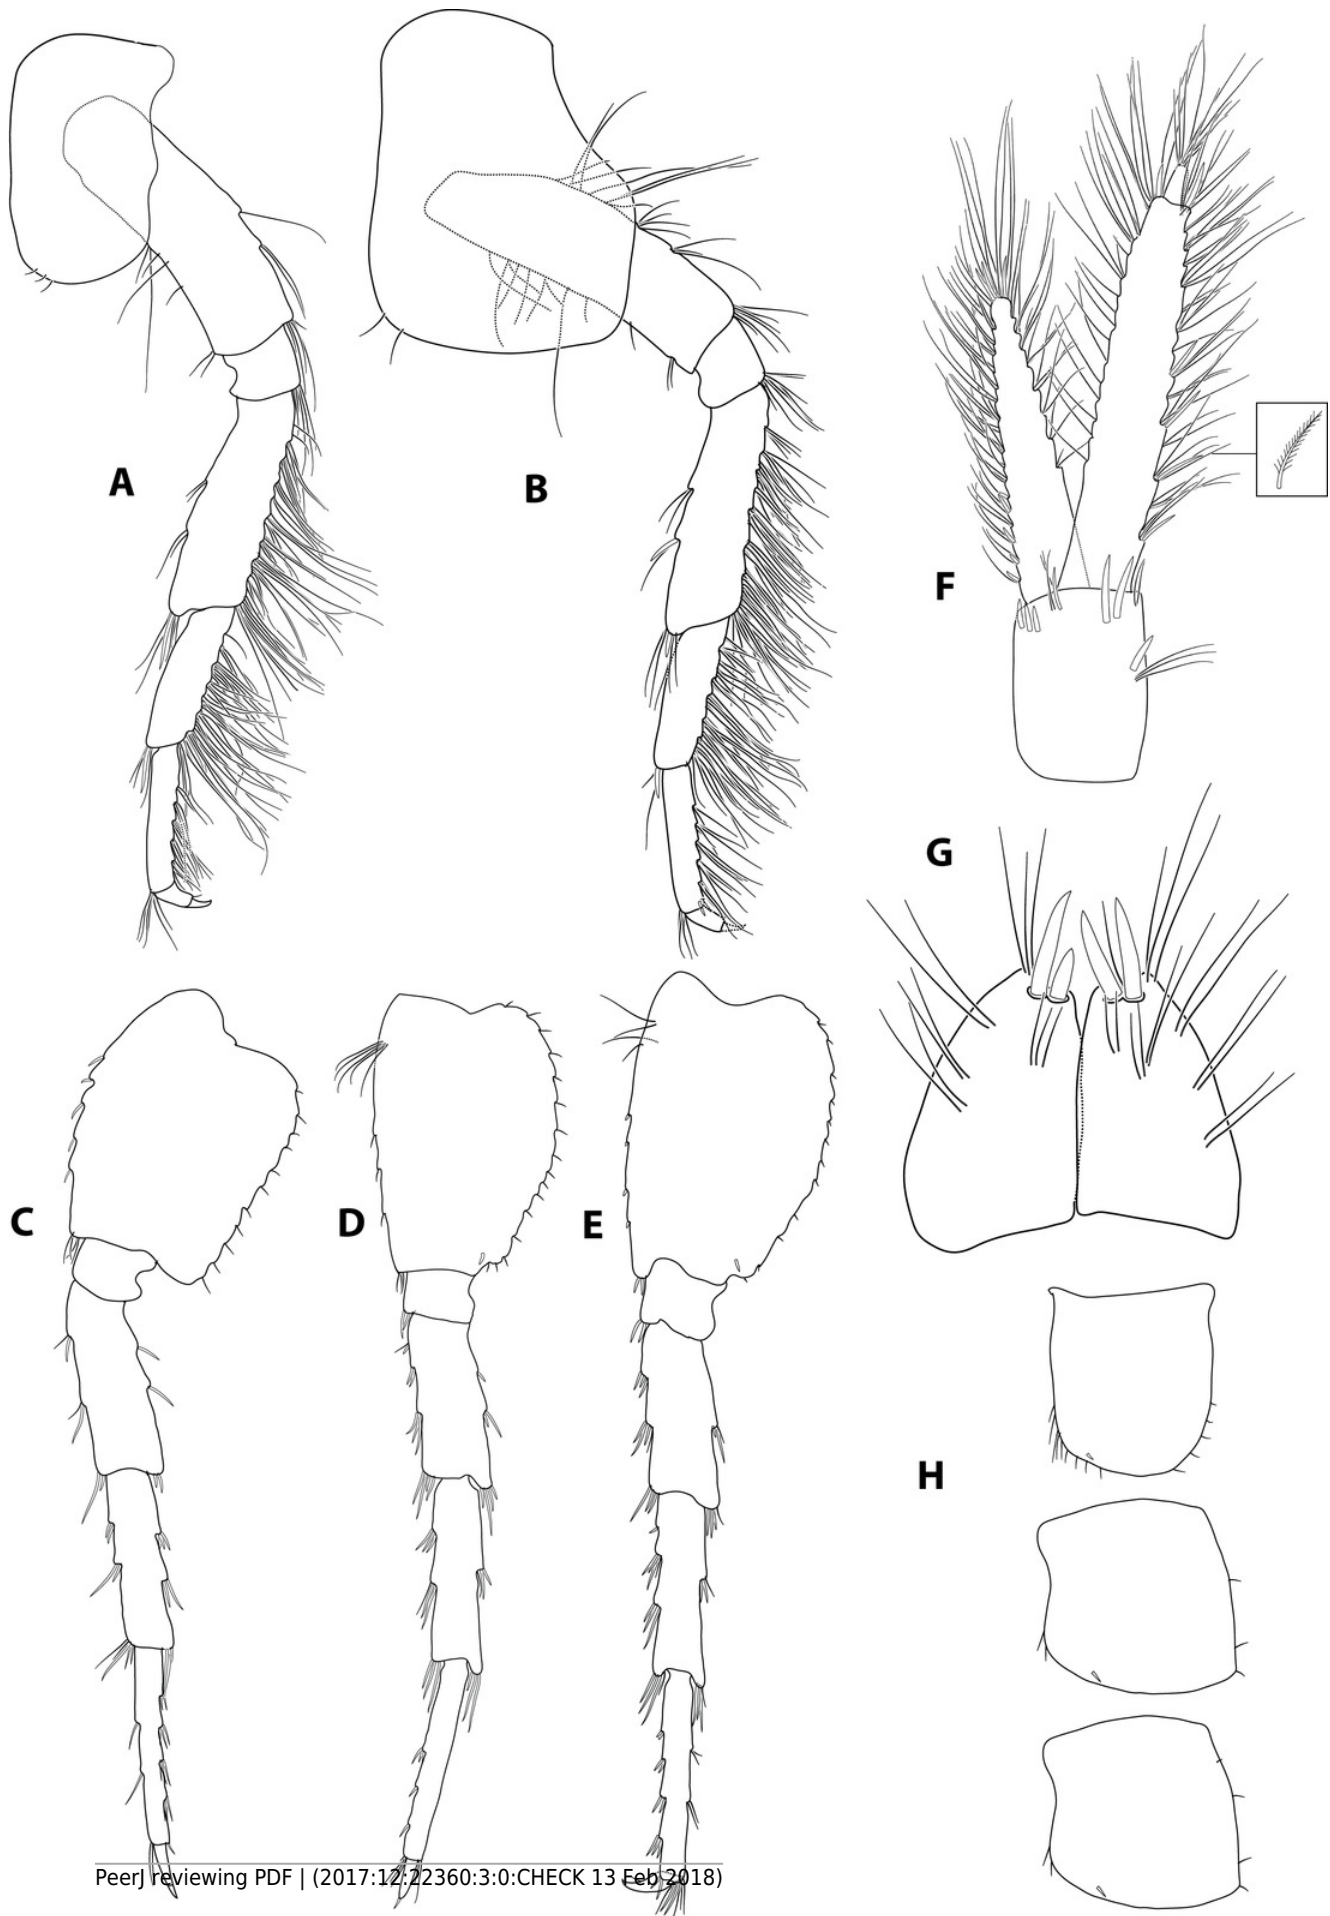 A
B
F
G
C
D
E
H
PeerJ reviewing PDF | (2017:12:22360:3:0:CHECK 13 Feb 2018)